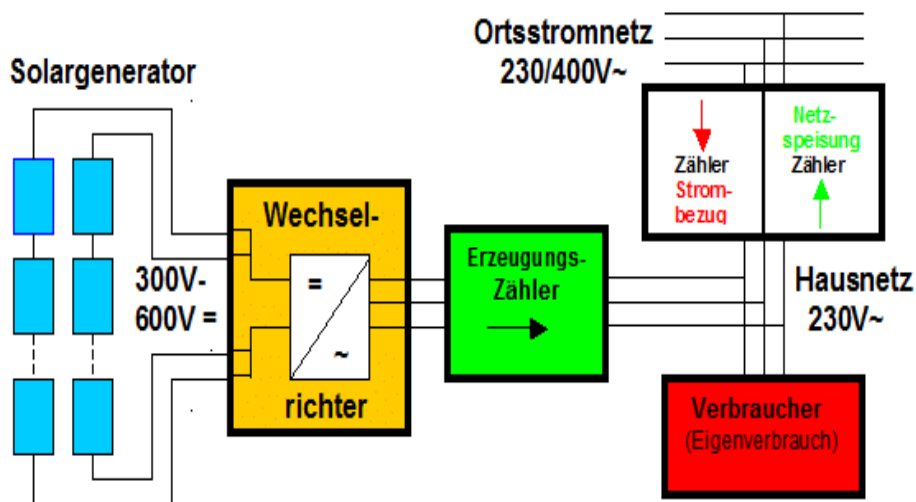 Ortsstromnetz
230/400V~
Solargenerator
Netz-
speisung
Zähler
Zähler
Strom-
bezug
Wechsel-
richter
=
~
300V-
600V =
Erzeugungs-
Zähler
Hausnetz
230V~
Verbraucher
(Eigenverbrauch)